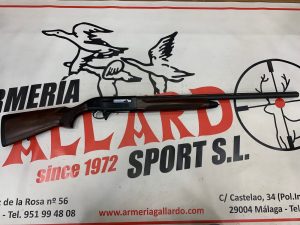 ARMERÍA
ALLARDO
since 1972 SPORT S.L.
z de la Rosa nº 56
- Tel. 951 99 48 08
www.armeriagallardo.com
C/ Castelao, 34 (Pol.In
29004 Málaga - Tel